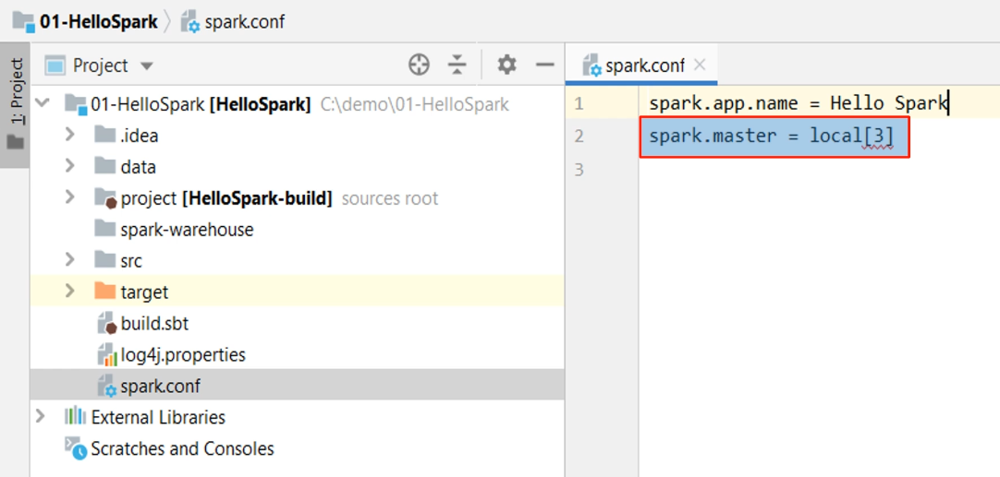 01-HelloSpark
spark.conf
1: Project
Project
01-HelloSpark [HelloSpark] C:\demo\01-HelloSpark
.idea
data
project [HelloSpark-build] sources root
spark-warehouse
src
target
build.sbt
log4j.properties
spark.conf
External Libraries
Scratches and Consoles
spark.conf
1 spark.app.name = Hello Spark
2 spark.master = local[3]
3